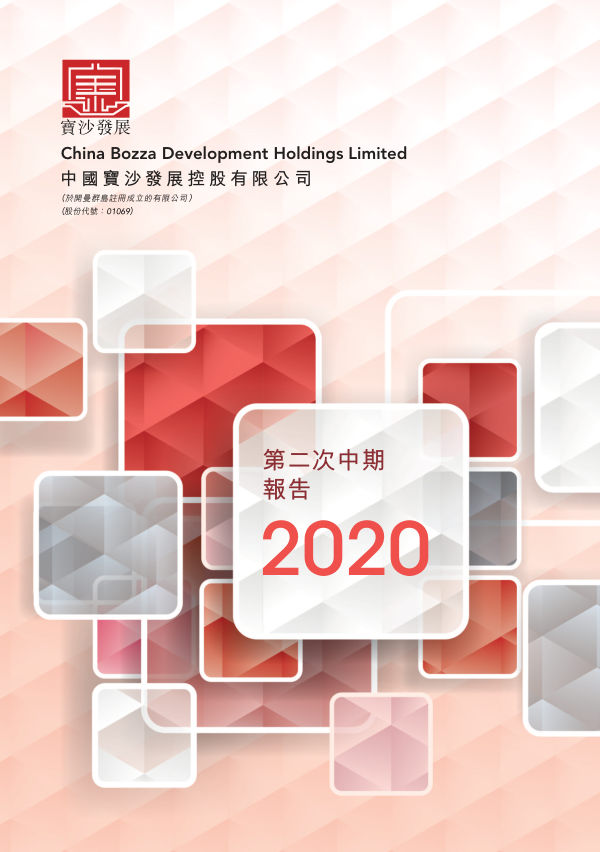 寶沙發展
China Bozza Development Holdings Limited
中國寶沙發展控股有限公司
（於開曼群島註冊成立的有限公司）
（股份代號：01069）
第二次中期
報告
2020